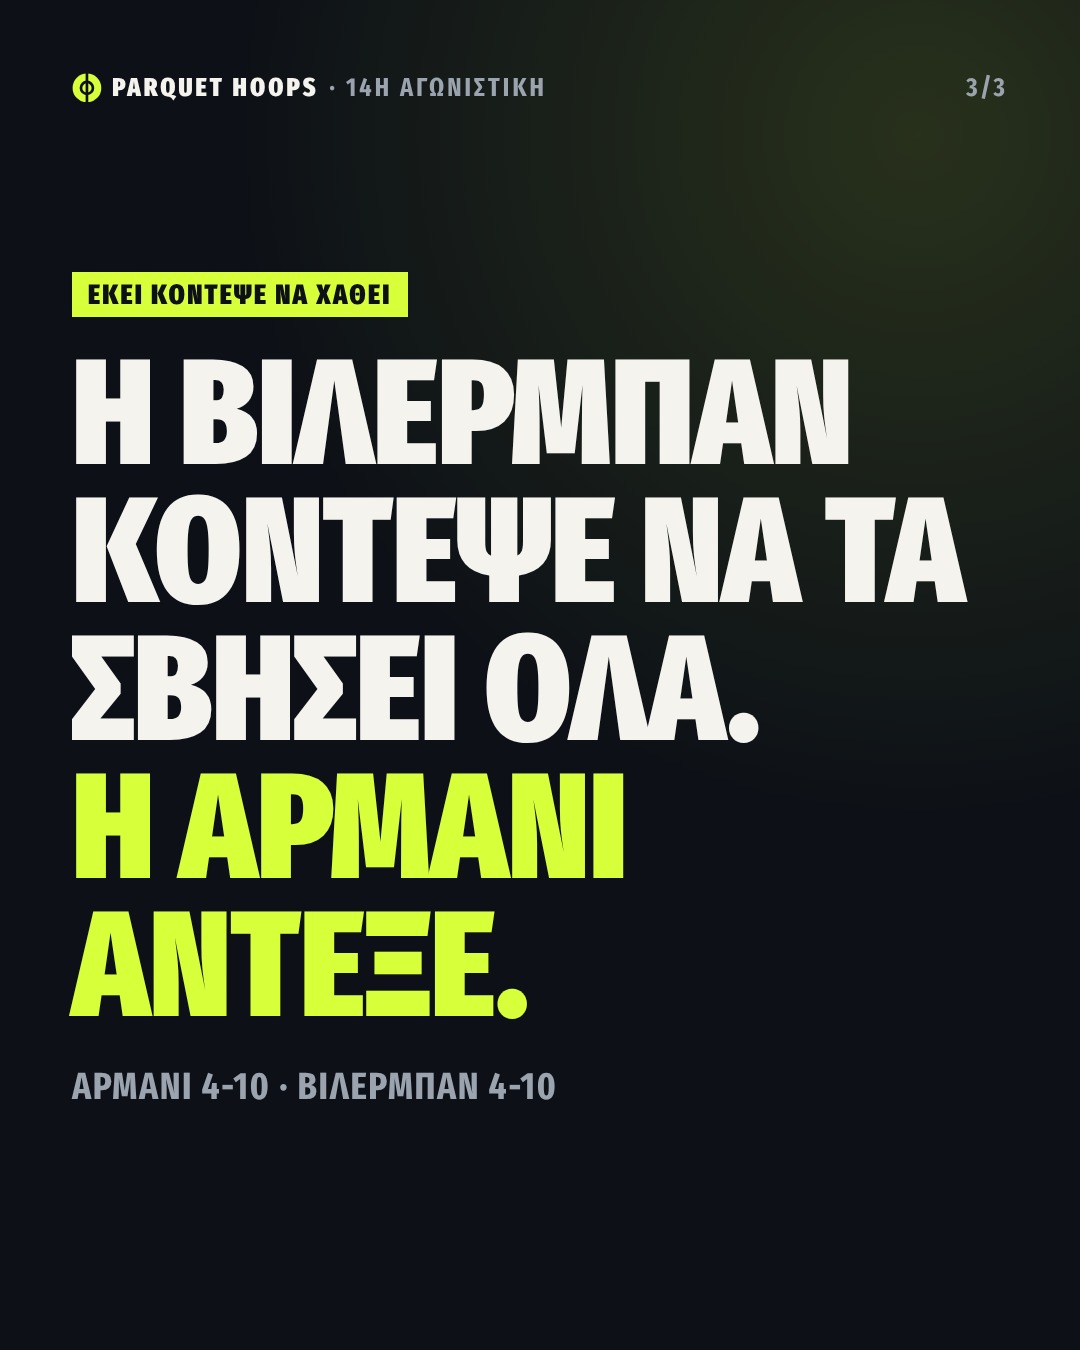 PARQUET HOOPS · 14Η ΑΓΩΝΙΣΤΙΚΗ
3/3
ΕΚΕΙ ΚΟΝΤΕΨΕ ΝΑ ΧΑΘΕΙ
Η ΒΙΛΕΡΜΠΑΝ
ΚΟΝΤΕΨΕ ΝΑ ΤΑ
ΣΒΗΣΕΙ ΟΛΑ.
Η ΑΡΜΑΝΙ
ΑΝΤΕΞΕ.
ΑΡΜΑΝΙ 4-10 · ΒΙΛΕΡΜΠΑΝ 4-10